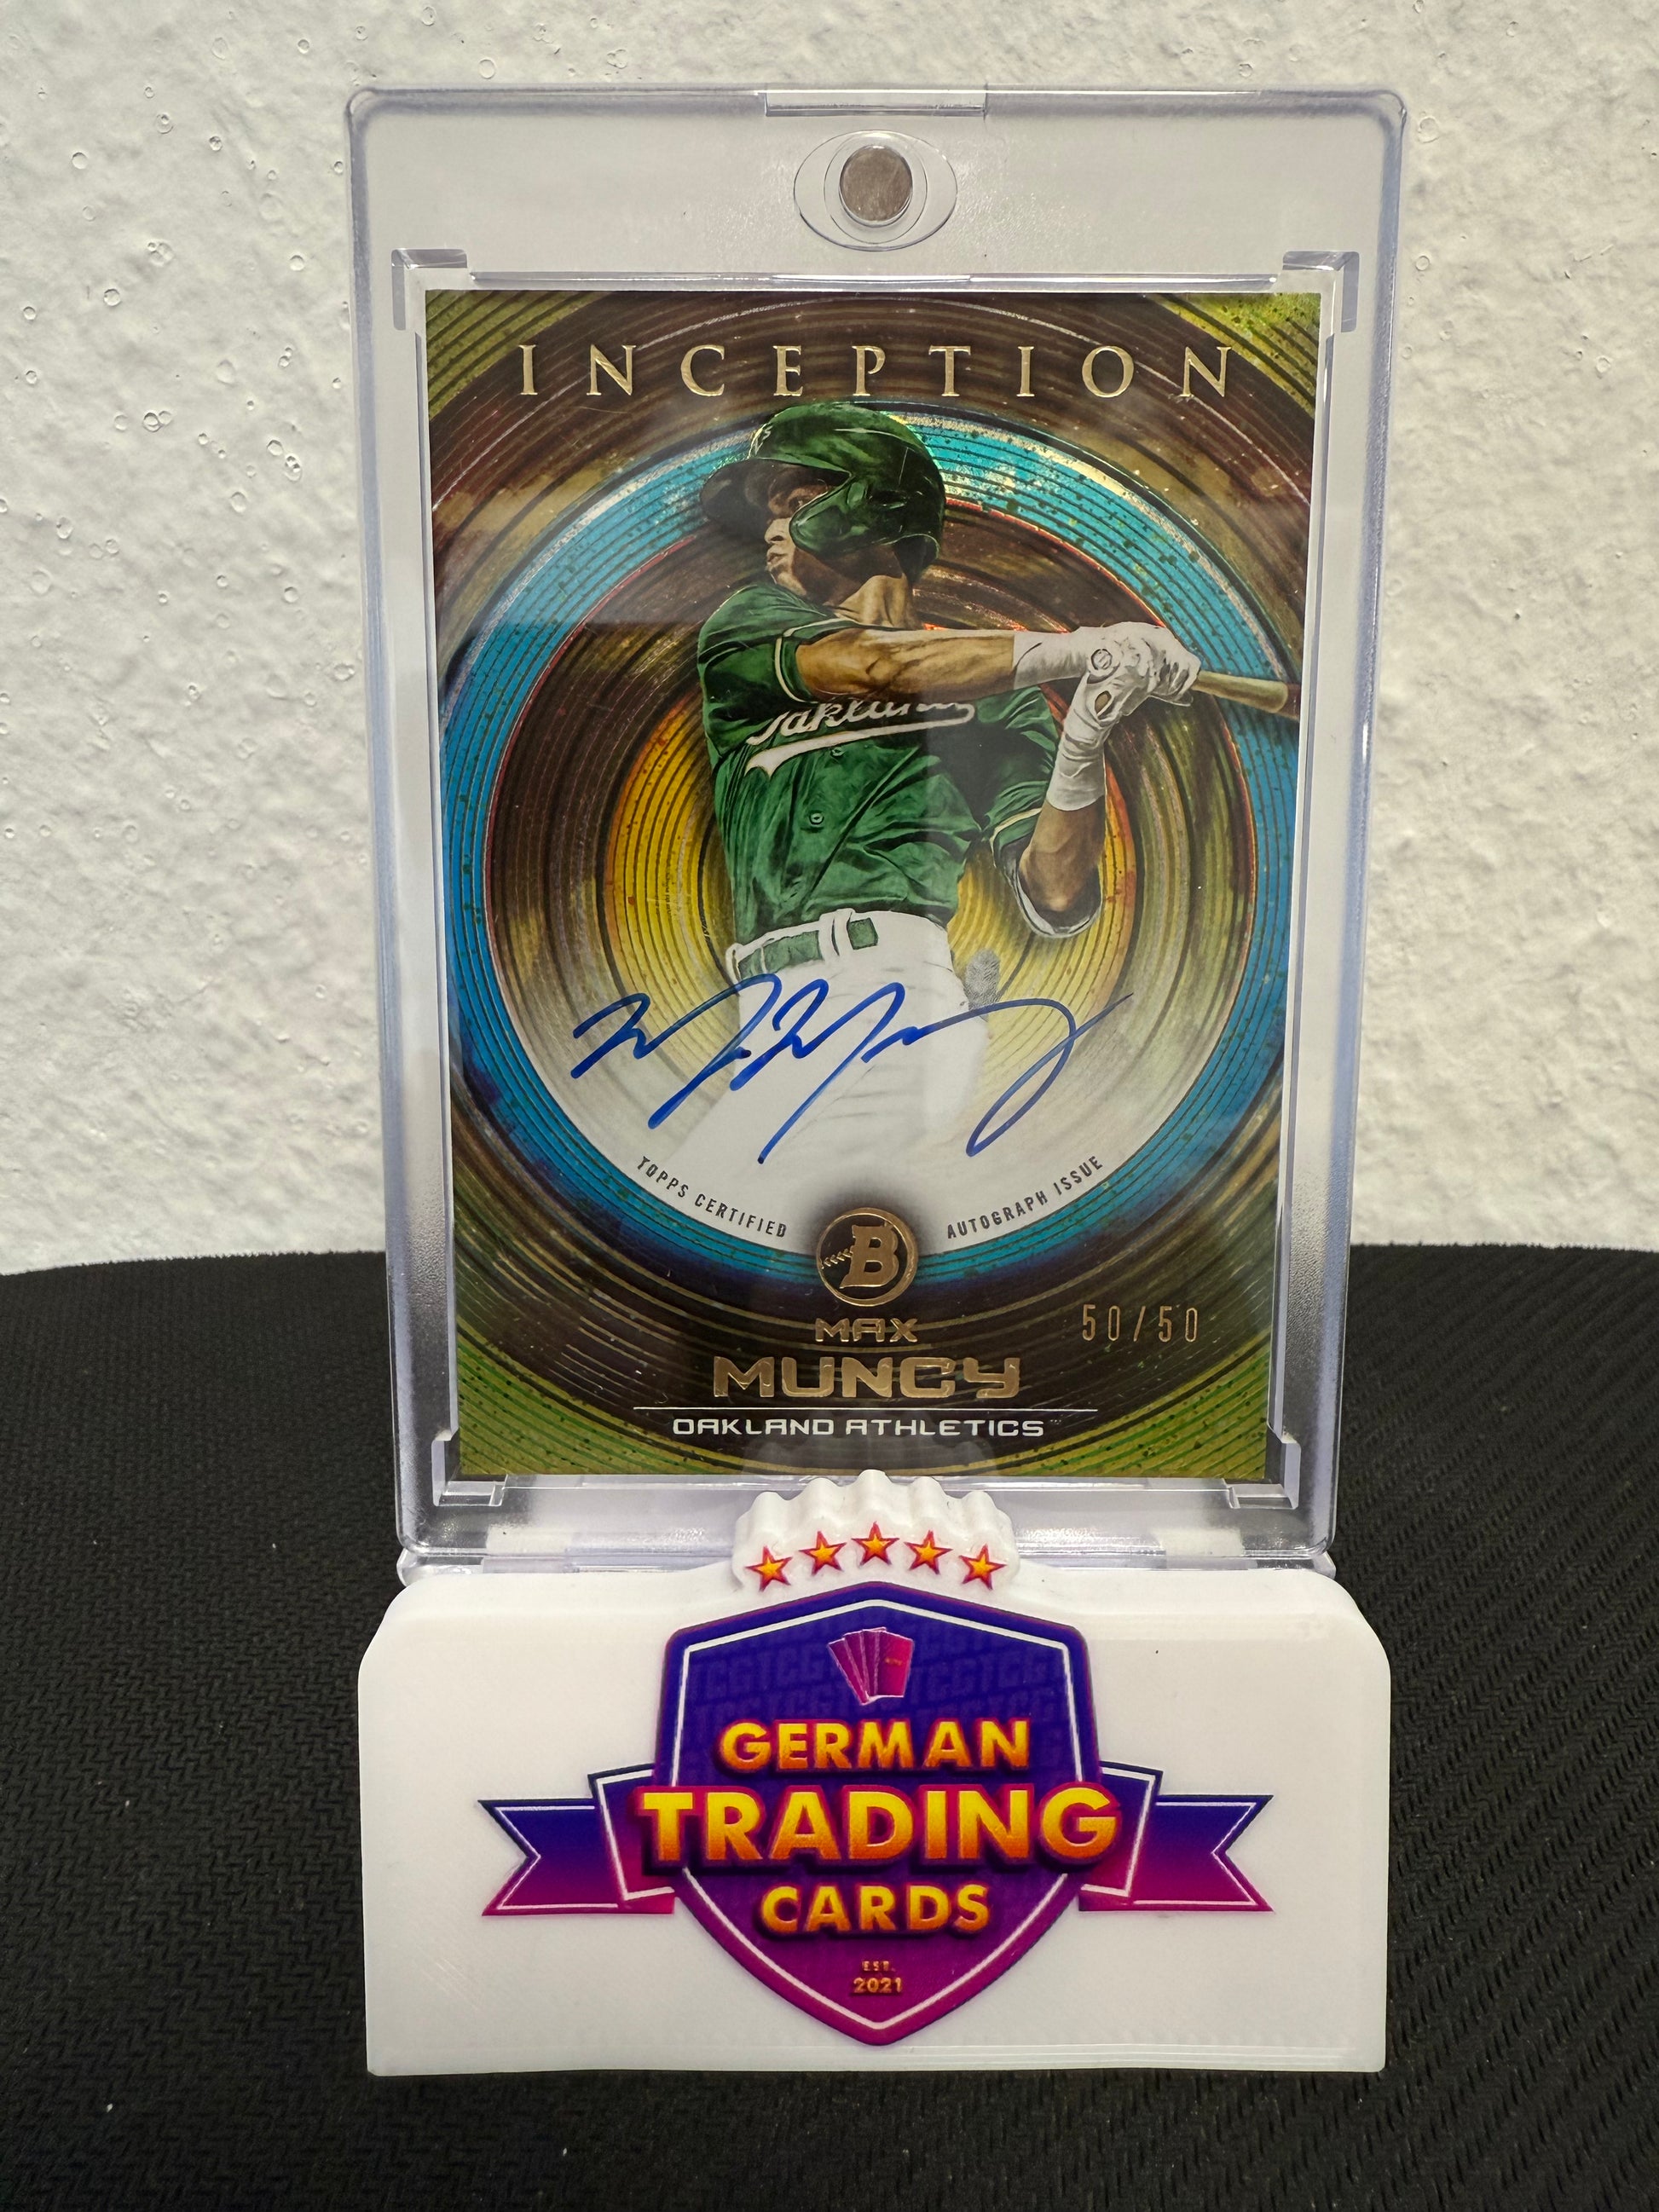 INCEPTION
A's
Oakland
TOPPS CERTIFIED
AUTOGRAPH ISSUE
B
MAX
50/50
MUNCY
OAKLAND ATHLETICS
GERMAN
TRADING
CARDS
EST.
2021